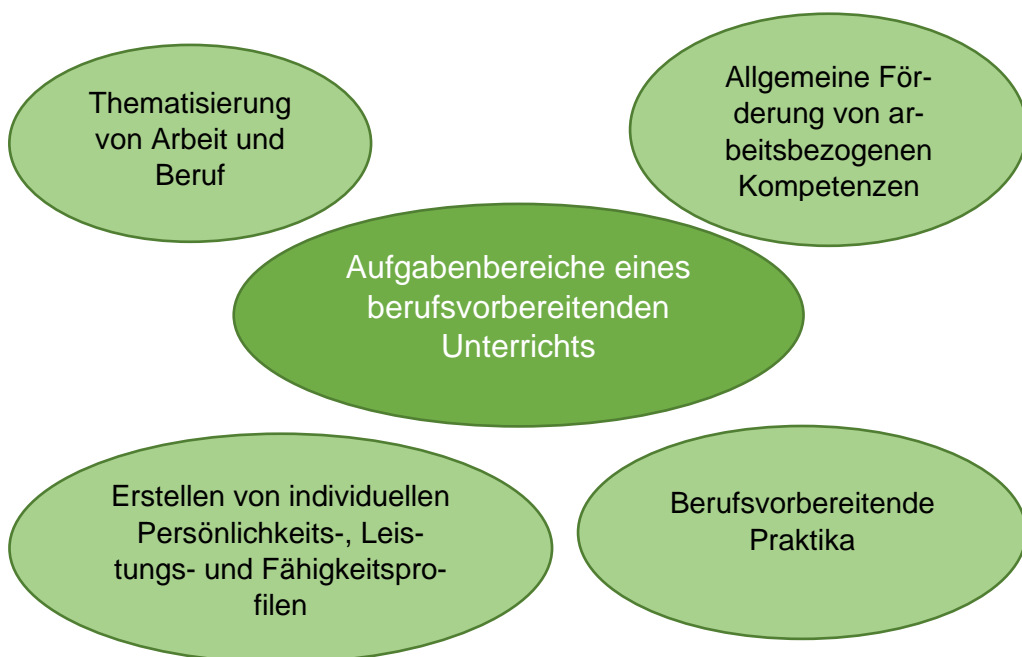 Thematisierung
von Arbeit und
Beruf
Allgemeine För-
derung von ar-
beitsbezogenen
Kompetenzen
Aufgabenbereiche eines
berufsvorbereitenden
Unterrichts
Erstellen von individuellen
Persönlichkeits-, Leis-
tungs- und Fähigkeitspro-
filen
Berufsvorbereitende
Praktika